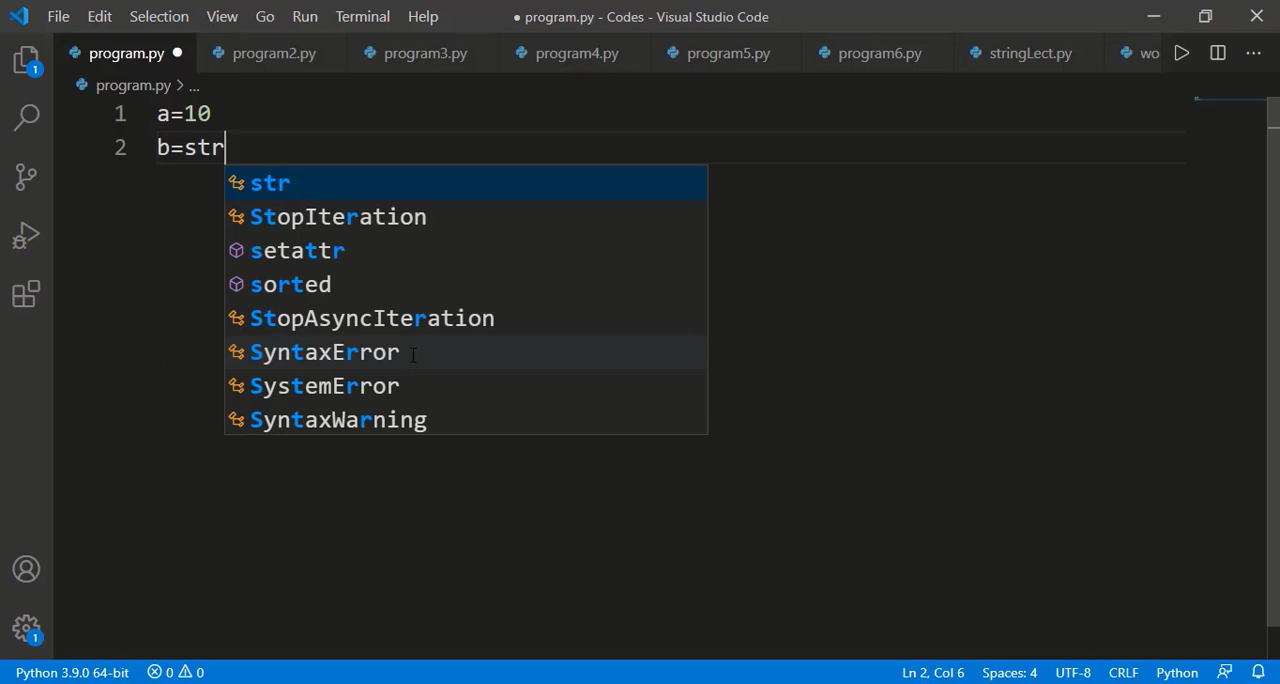 File Edit Selection View Go Run Terminal Help ● program.py - Codes - Visual Studio Code
program.py program2.py program3.py program4.py program5.py program6.py stringLect.py wo
program.py > ...
1 a=10
2 b=str
str
StopIteration
setattr
sorted
StopAsyncIteration
SyntaxError
SystemError
SyntaxWarning
1
1
Python 3.9.0 64-bit 0 0 Ln 2, Col 6 Spaces: 4 UTF-8 CRLF Python